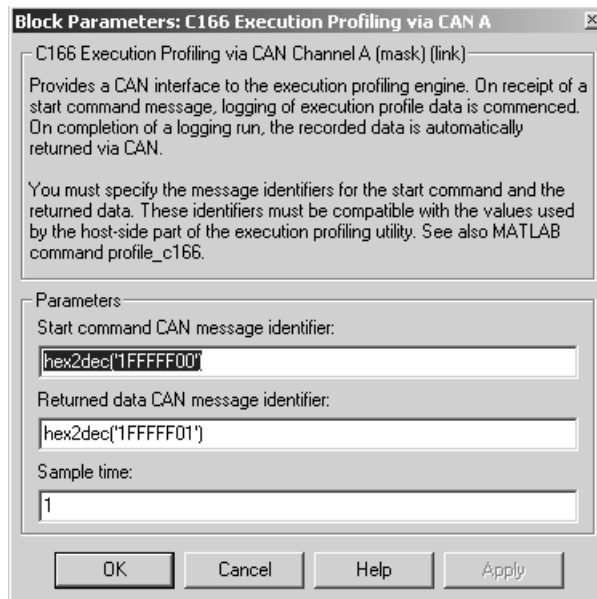 Block Parameters: C166 Execution Profiling via CAN A
C166 Execution Profiling via CAN Channel A (mask) (link)
Provides a CAN interface to the execution profiling engine. On receipt of a
start command message, logging of execution profile data is commenced.
On completion of a logging run, the recorded data is automatically
returned via CAN.
You must specify the message identifiers for the start command and the
returned data. These identifiers must be compatible with the values used
by the host-side part of the execution profiling utility. See also MATLAB
command profile_c166.
Parameters
Start command CAN message identifier:
hex2dec('1FFFFF00')
Returned data CAN message identifier:
hex2dec('1FFFFF01')
Sample time:
1
OK Cancel Help Apply